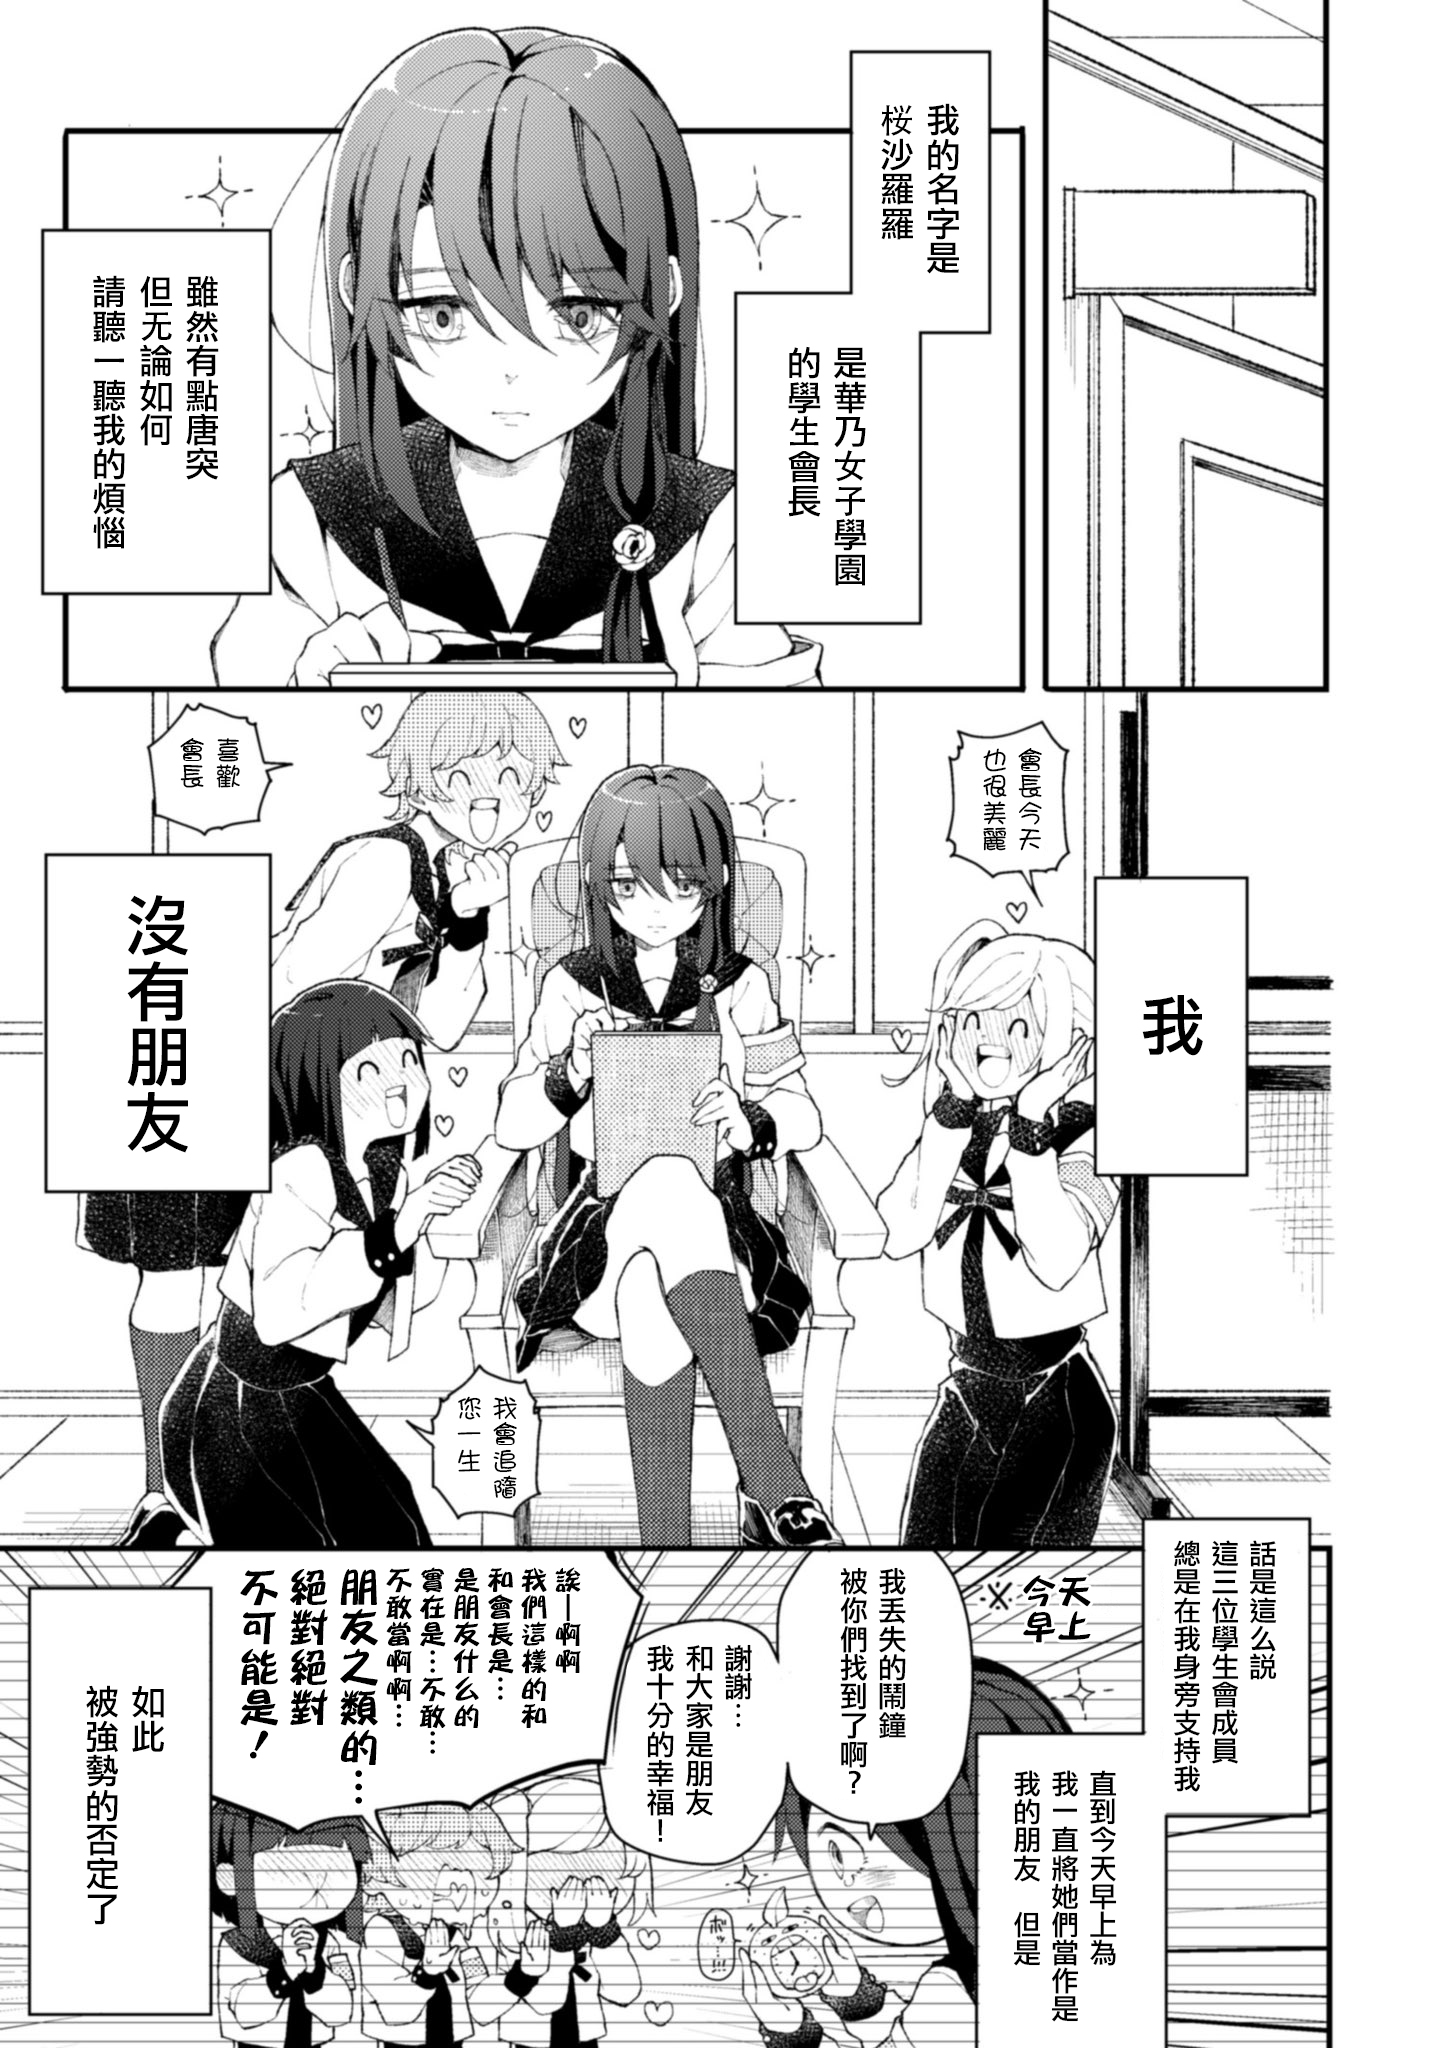 我的名字是
桜沙羅羅
是華乃女子學園
的學生會長
雖然有點唐突
但无論如何
請聽一聽我的煩惱
會長今天
也很美麗
喜歡
會長
我
沒有朋友
我會追隨
您一生
話是這么説
這三位學生會成員
總是在我身旁支持我
直到今天早上為
我一直將她們當作是
我的朋友 但是
※
今天
早上
我丟失的鬧鐘
被你們找到了啊?
謝謝…
和大家是朋友
我十分的幸福!
ボッ…!!!
誒—啊啊
我們這樣的和
和會長是…
是朋友什么的
實在是…不敢…
不敢當啊啊…
朋友之類的…
絕對絕對
不可能是!
如此
被強勢的否定了